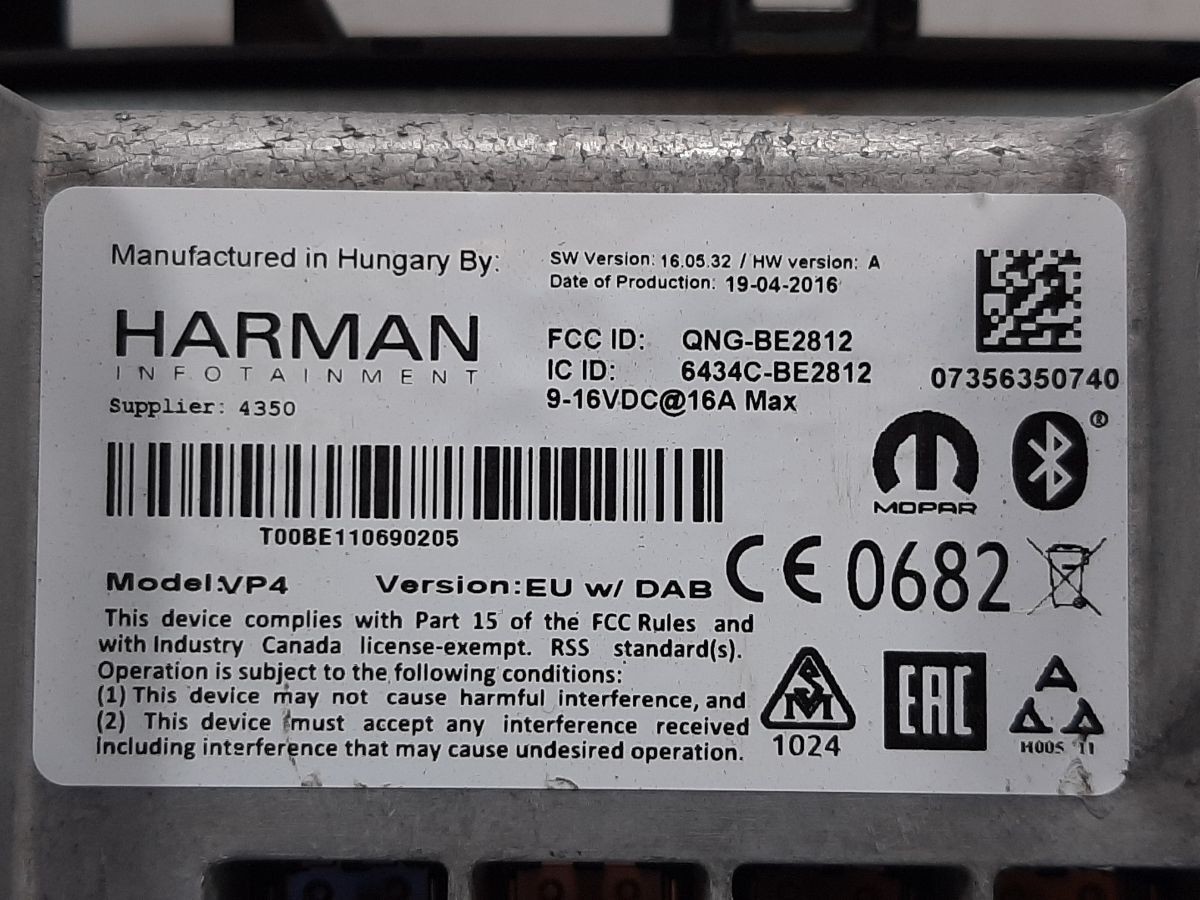 Manufactured in Hungary By:
HARMAN
INFOTAINMENT
Supplier: 4350
SW Version: 16.05.32 / HW version: A
Date of Production: 19-04-2016
FCC ID: QNG-BE2812
IC ID: 6434C-BE2812
9-16VDC@16A Max
07356350740
MOPAR
®
T00BE110690205
Model:VP4 Version:EU w/ DAB
CE 0682
This device complies with Part 15 of the FCC Rules and
with Industry Canada license-exempt. RSS standard(s).
Operation is subject to the following conditions:
(1) This device may not cause harmful interference, and
(2) This device must accept any interference received
including interference that may cause undesired operation.
SM
1024
EAC
H005 11